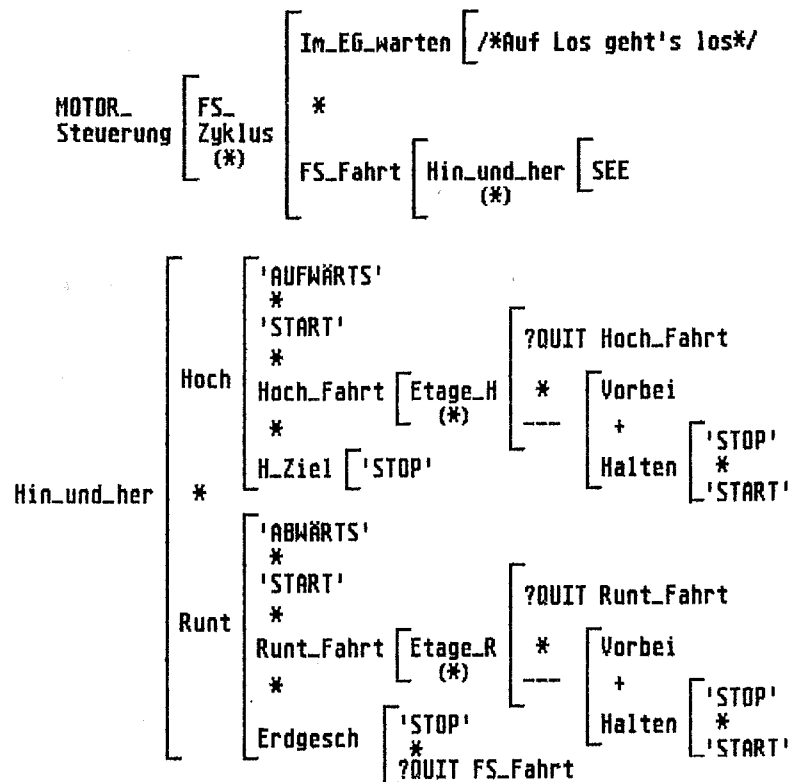 Im_EG_warten /*Auf Los geht's los*/
MOTOR_ FS_ *
Steuerung Zyklus
(*)
FS_Fahrt Hin_und_her SEE
(*)
'AUFWÄRTS'
*
'START'
?QUIT Hoch_Fahrt
*
Hoch Hoch_Fahrt Etage_H * Vorbei
(*)
* --- +
'STOP'
H_Ziel 'STOP' Halten *
'START'
Hin_und_her *
'ABWÄRTS'
*
'START'
?QUIT Runt_Fahrt
*
Runt
Runt_Fahrt Etage_R * Vorbei
(*)
* --- +
'STOP'
Erdgesch 'STOP' Halten *
* 'START'
?QUIT FS_Fahrt